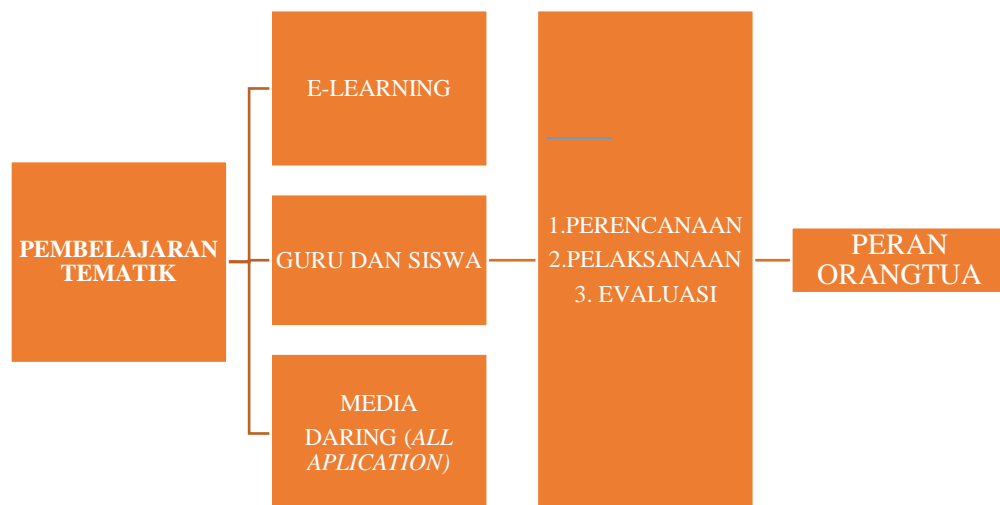 PEMBELAJARAN
TEMATIK
E-LEARNING
GURU DAN SISWA
MEDIA
DARING (ALL
APLICATION)
1.PERENCANAAN
2.PELAKSANAAN
3. EVALUASI
PERAN
ORANGTUA